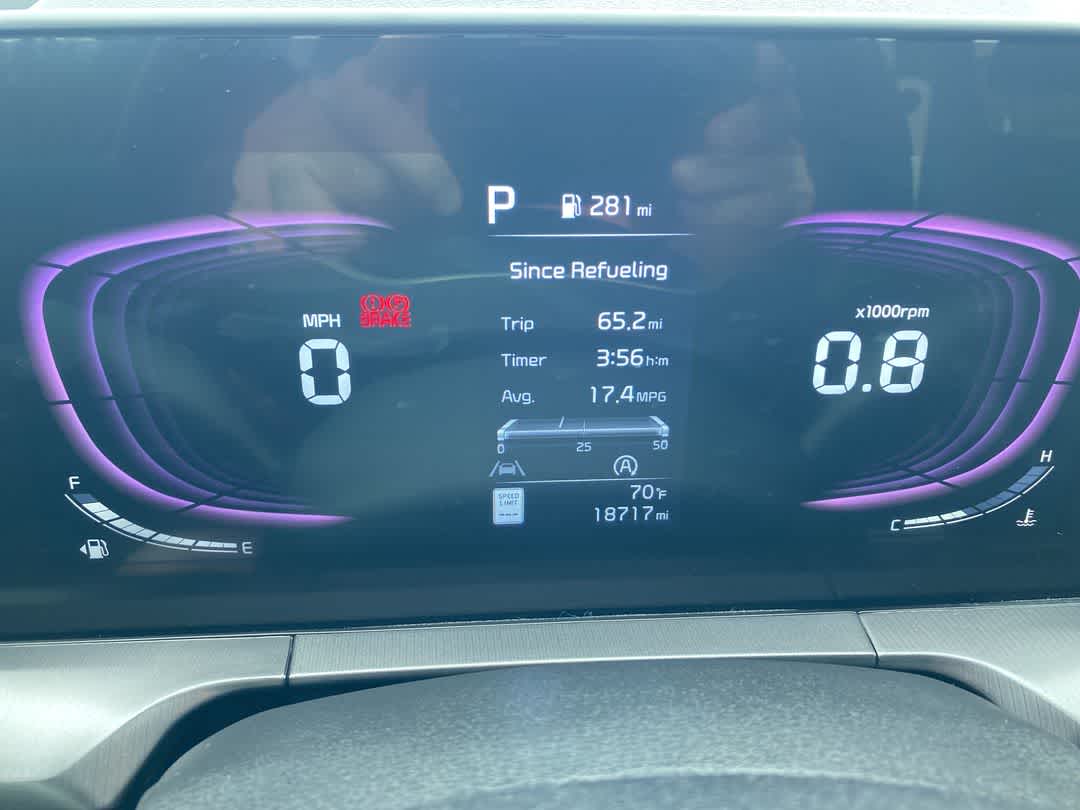 P 281 mi
Since Refueling
MPH BRAKE
0
Trip 65.2 mi
Timer 3:56 h:m
Avg. 17.4 MPG
0 25 50
A
SPEED
LIMIT
---
70°F
18717 mi
x1000rpm
0.8
F
E
C
H